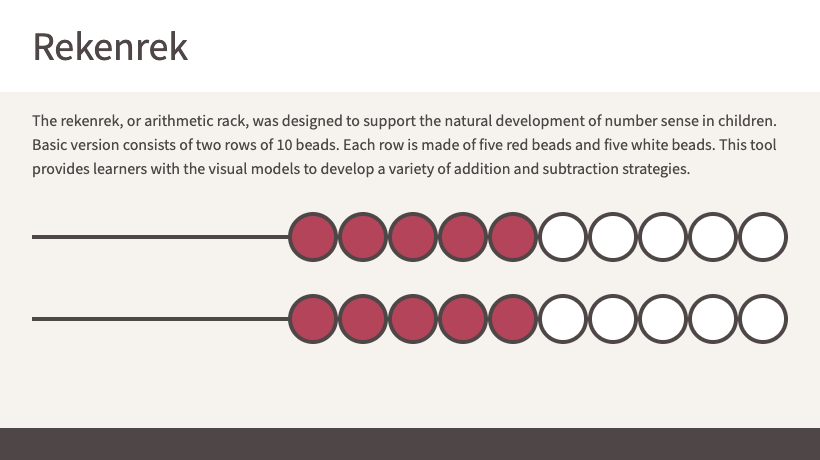 Rekenrek
The rekenrek, or arithmetic rack, was designed to support the natural development of number sense in children.
Basic version consists of two rows of 10 beads. Each row is made of five red beads and five white beads. This tool
provides learners with the visual models to develop a variety of addition and subtraction strategies.